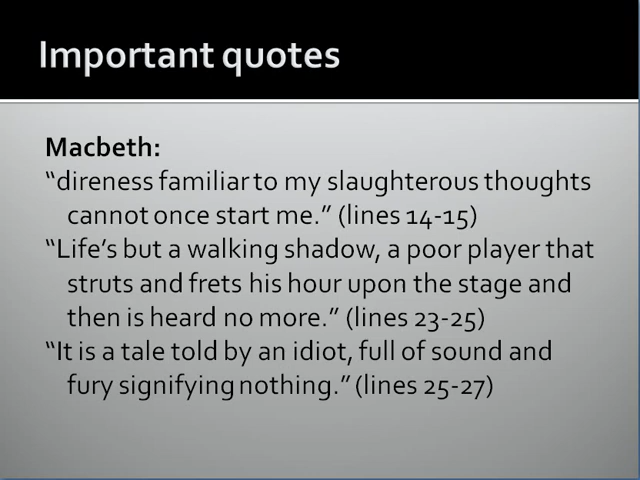 Important quotes
Macbeth:
“direness familiar to my slaughterous thoughts
cannot once start me.” (lines 14-15)
“Life’s but a walking shadow, a poor player that
struts and frets his hour upon the stage and
then is heard no more.” (lines 23-25)
“It is a tale told by an idiot, full of sound and
fury signifying nothing.” (lines 25-27)